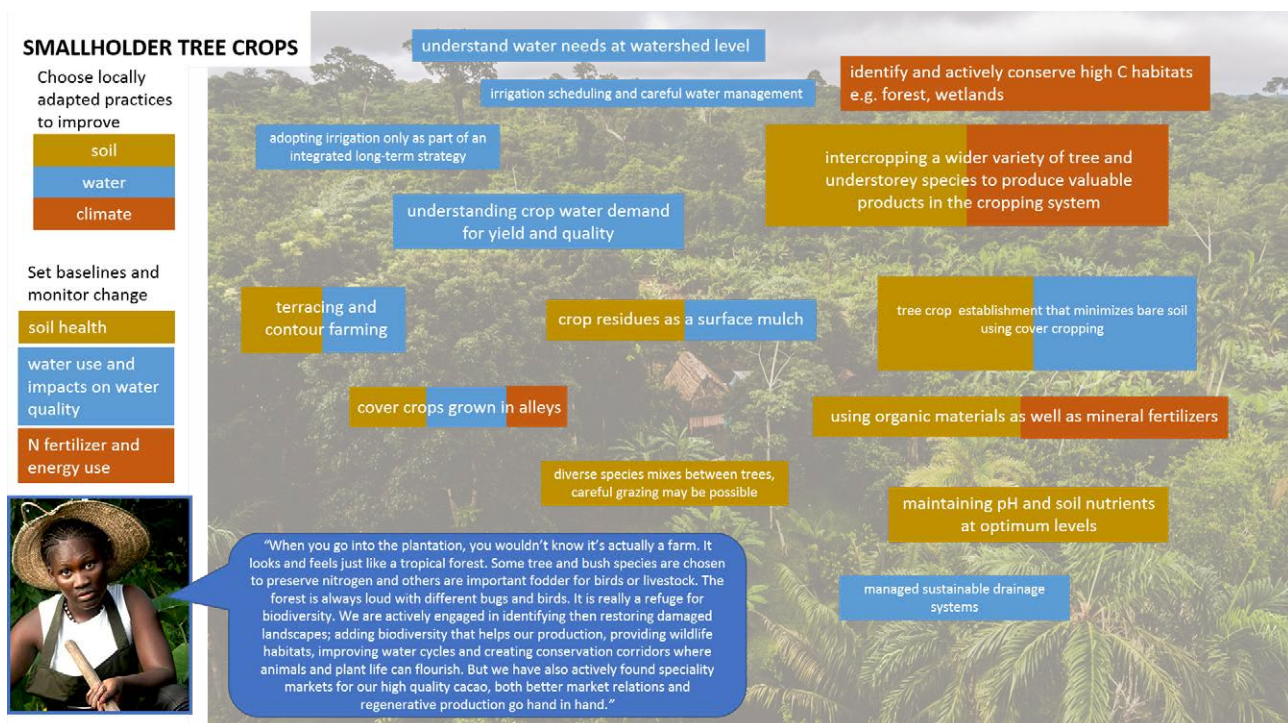 SMALLHOLDER TREE CROPS
Choose locally
adapted practices
to improve
soil
water
climate
Set baselines and
monitor change
soil health
water use and
impacts on water
quality
N fertilizer and
energy use
understand water needs at watershed level
irrigation scheduling and careful water management
identify and actively conserve high C habitats
e.g. forest, wetlands
adopting irrigation only as part of an
integrated long-term strategy
intercropping a wider variety of tree and
understorey species to produce valuable
products in the cropping system
understanding crop water demand
for yield and quality
terracing and
contour farming
crop residues as a surface mulch
tree crop establishment that minimizes bare soil
using cover cropping
cover crops grown in alleys
using organic materials as well as mineral fertilizers
diverse species mixes between trees,
careful grazing may be possible
maintaining pH and soil nutrients
at optimum levels
managed sustainable drainage
systems
“When you go into the plantation, you wouldn’t know it’s actually a farm. It
looks and feels just like a tropical forest. Some tree and bush species are chosen
to preserve nitrogen and others are important fodder for birds or livestock. The
forest is always loud with different bugs and birds. It is really a refuge for
biodiversity. We are actively engaged in identifying then restoring damaged
landscapes; adding biodiversity that helps our production, providing wildlife
habitats, improving water cycles and creating conservation corridors where
animals and plant life can flourish. But we have also actively found speciality
markets for our high quality cacao, both better market relations and
regenerative production go hand in hand.”